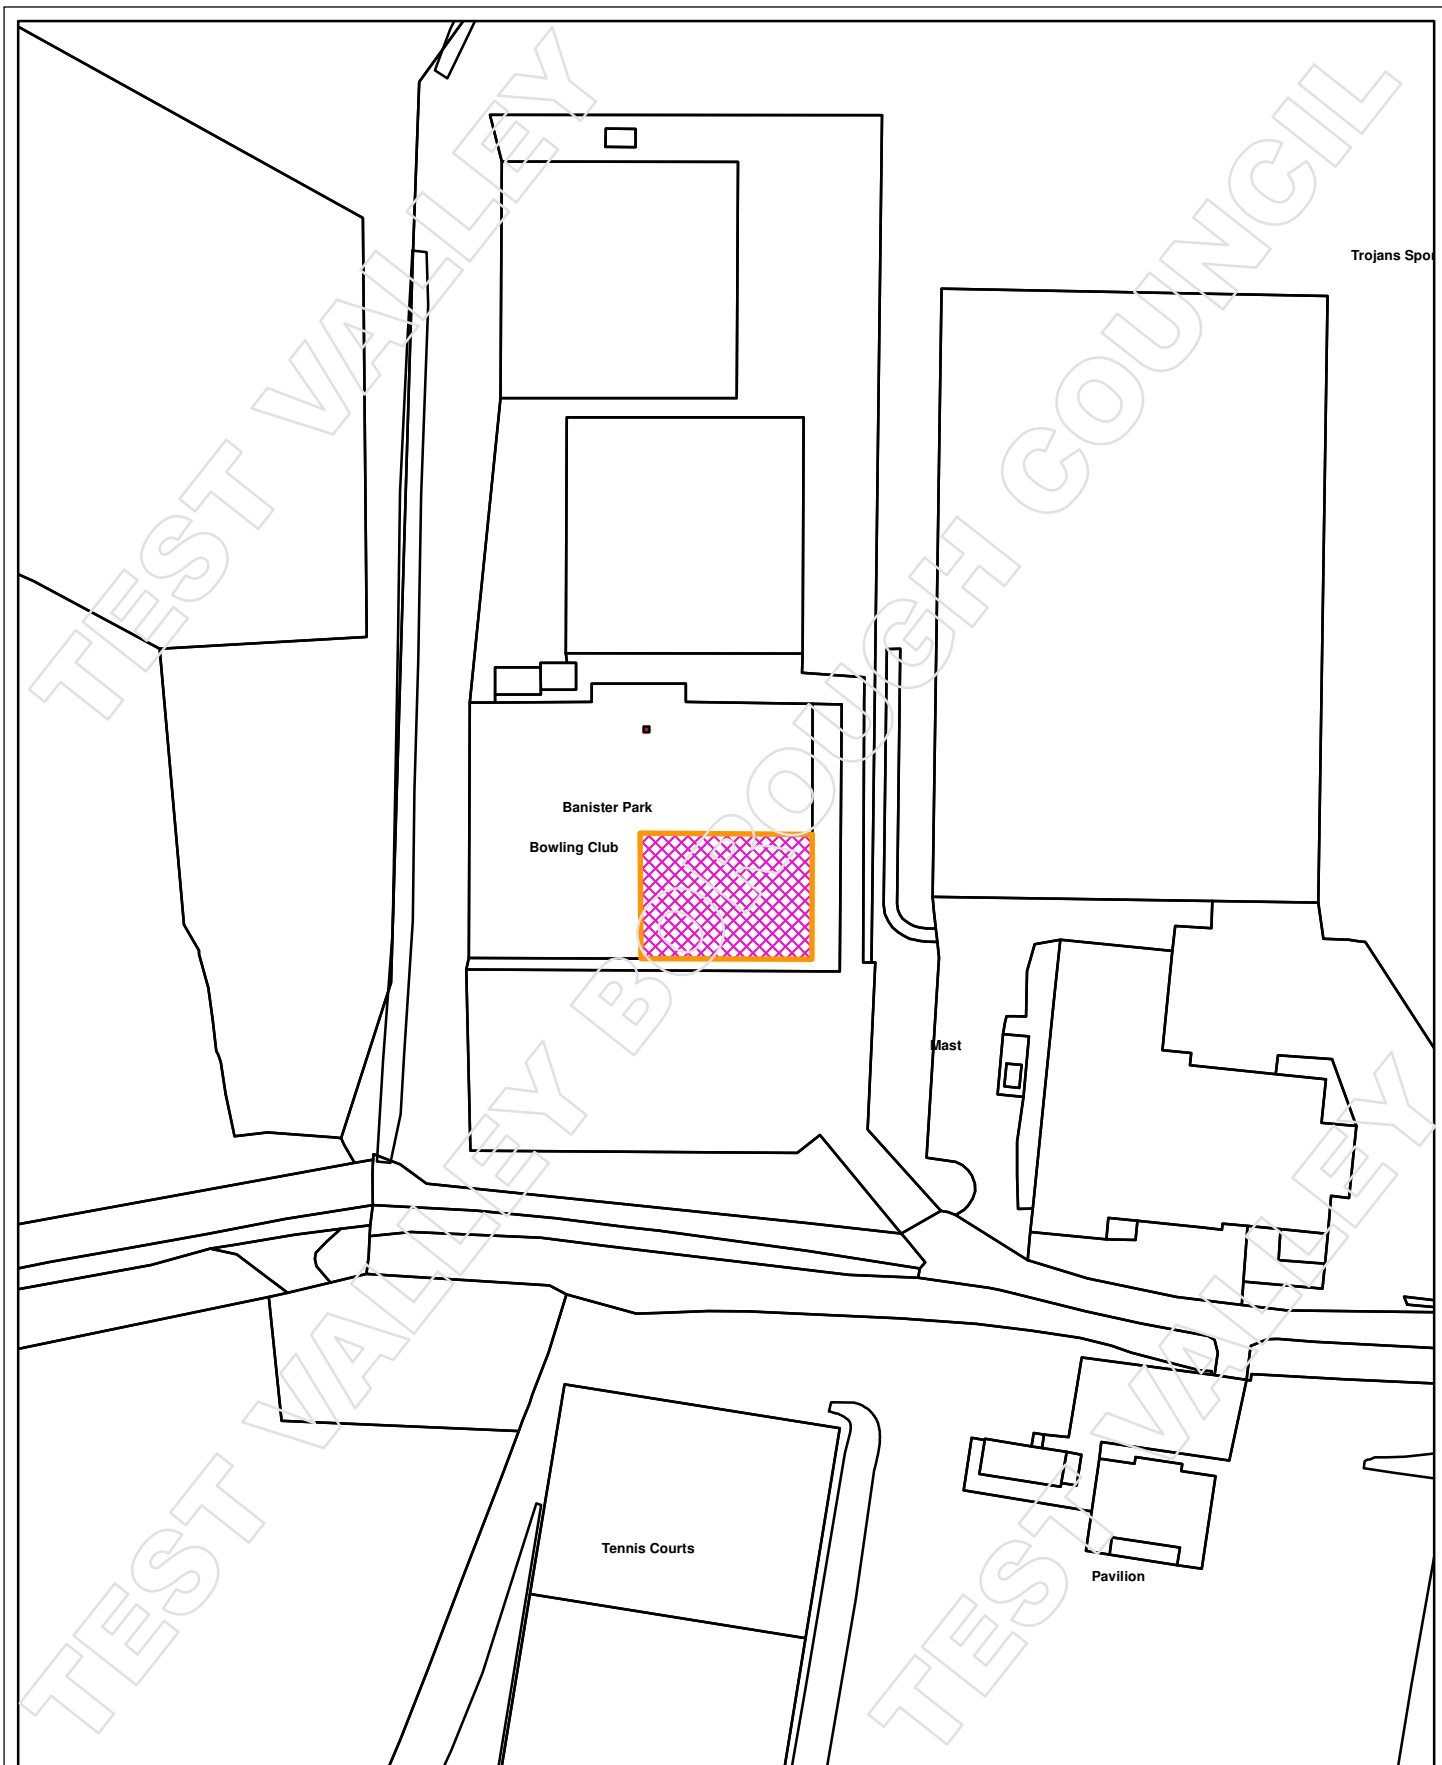 TEST VALLEY BOROUGH COUNCIL
Trojans Spor
Banister Park
Bowling Club
Mast
TEST VALLEY
Tennis Courts
Pavilion
TEST VALLEY